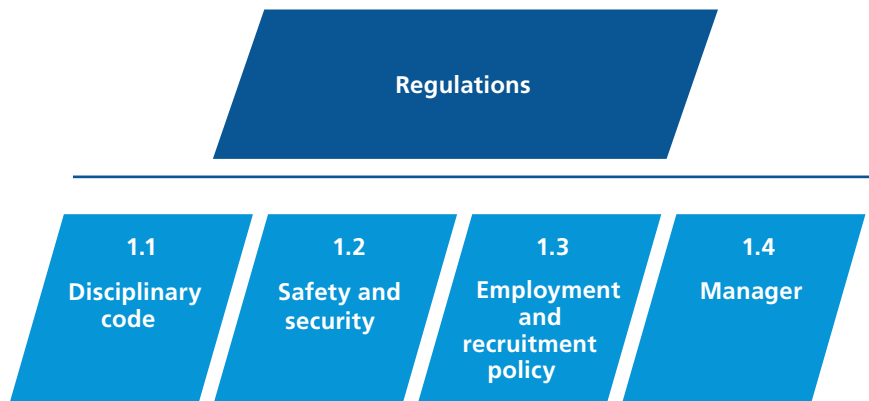 Regulations
1.1
Disciplinary
code
1.2
Safety and
security
1.3
Employment
and
recruitment
policy
1.4
Manager